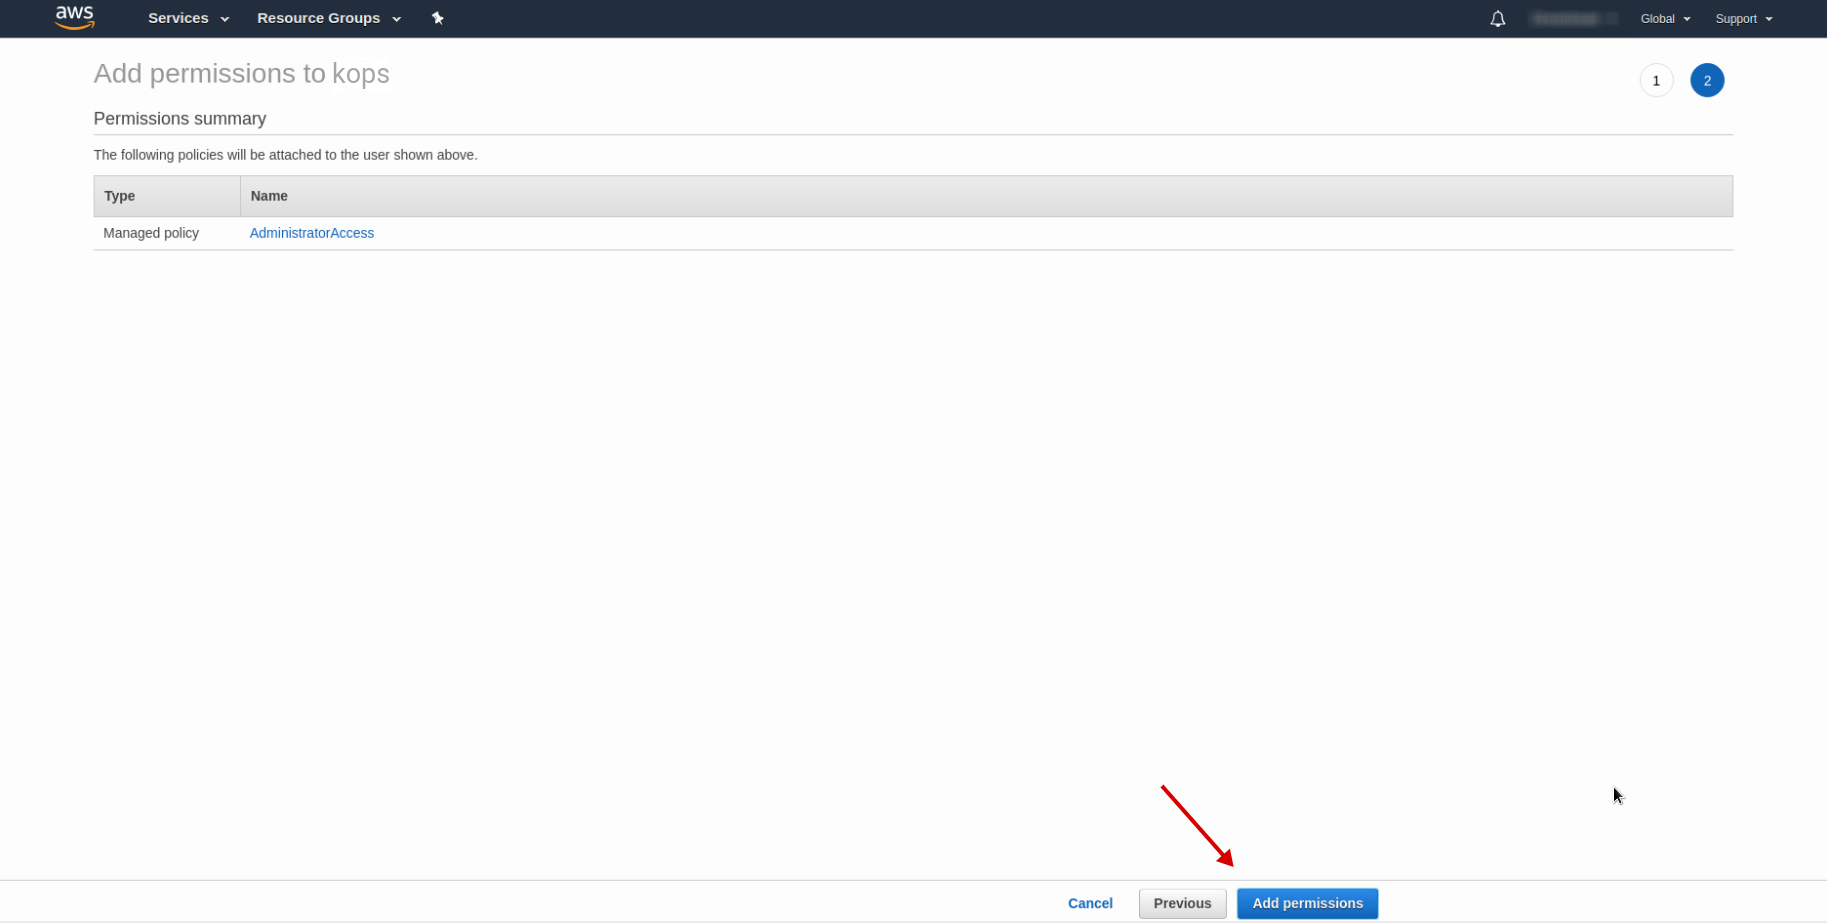 aws Services Resource Groups Global Support
Add permissions to kops
1 2
Permissions summary
The following policies will be attached to the user shown above.
Type Name
Managed policy AdministratorAccess
Cancel Previous Add permissions